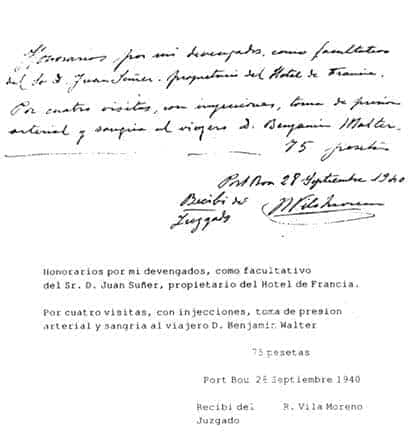 Honorarios, por mi devengados, como facultativo
del Sr. D. Juan Suñer, proprietario del Hotel de Francia.
Por cuatro visitas, con inyecciones, toma de presion
arterial y sangria al viajero D. Benjamin Walter.
75 pesetas
Port Bou 28 Septiembre 1940
Recibi del
Juzgado
Honorarios por mi devengados, como facultativo
del Sr. D. Juan Suñer, propietario del Hotel de Francia.
Por cuatro visitas, con injecciones, toma de presion
arterial y sangria al viajero D. Benjamin Walter
75 pesetas
Port Bou 28 Septiembre 1940
Recibi del R. Vila Moreno
Juzgado